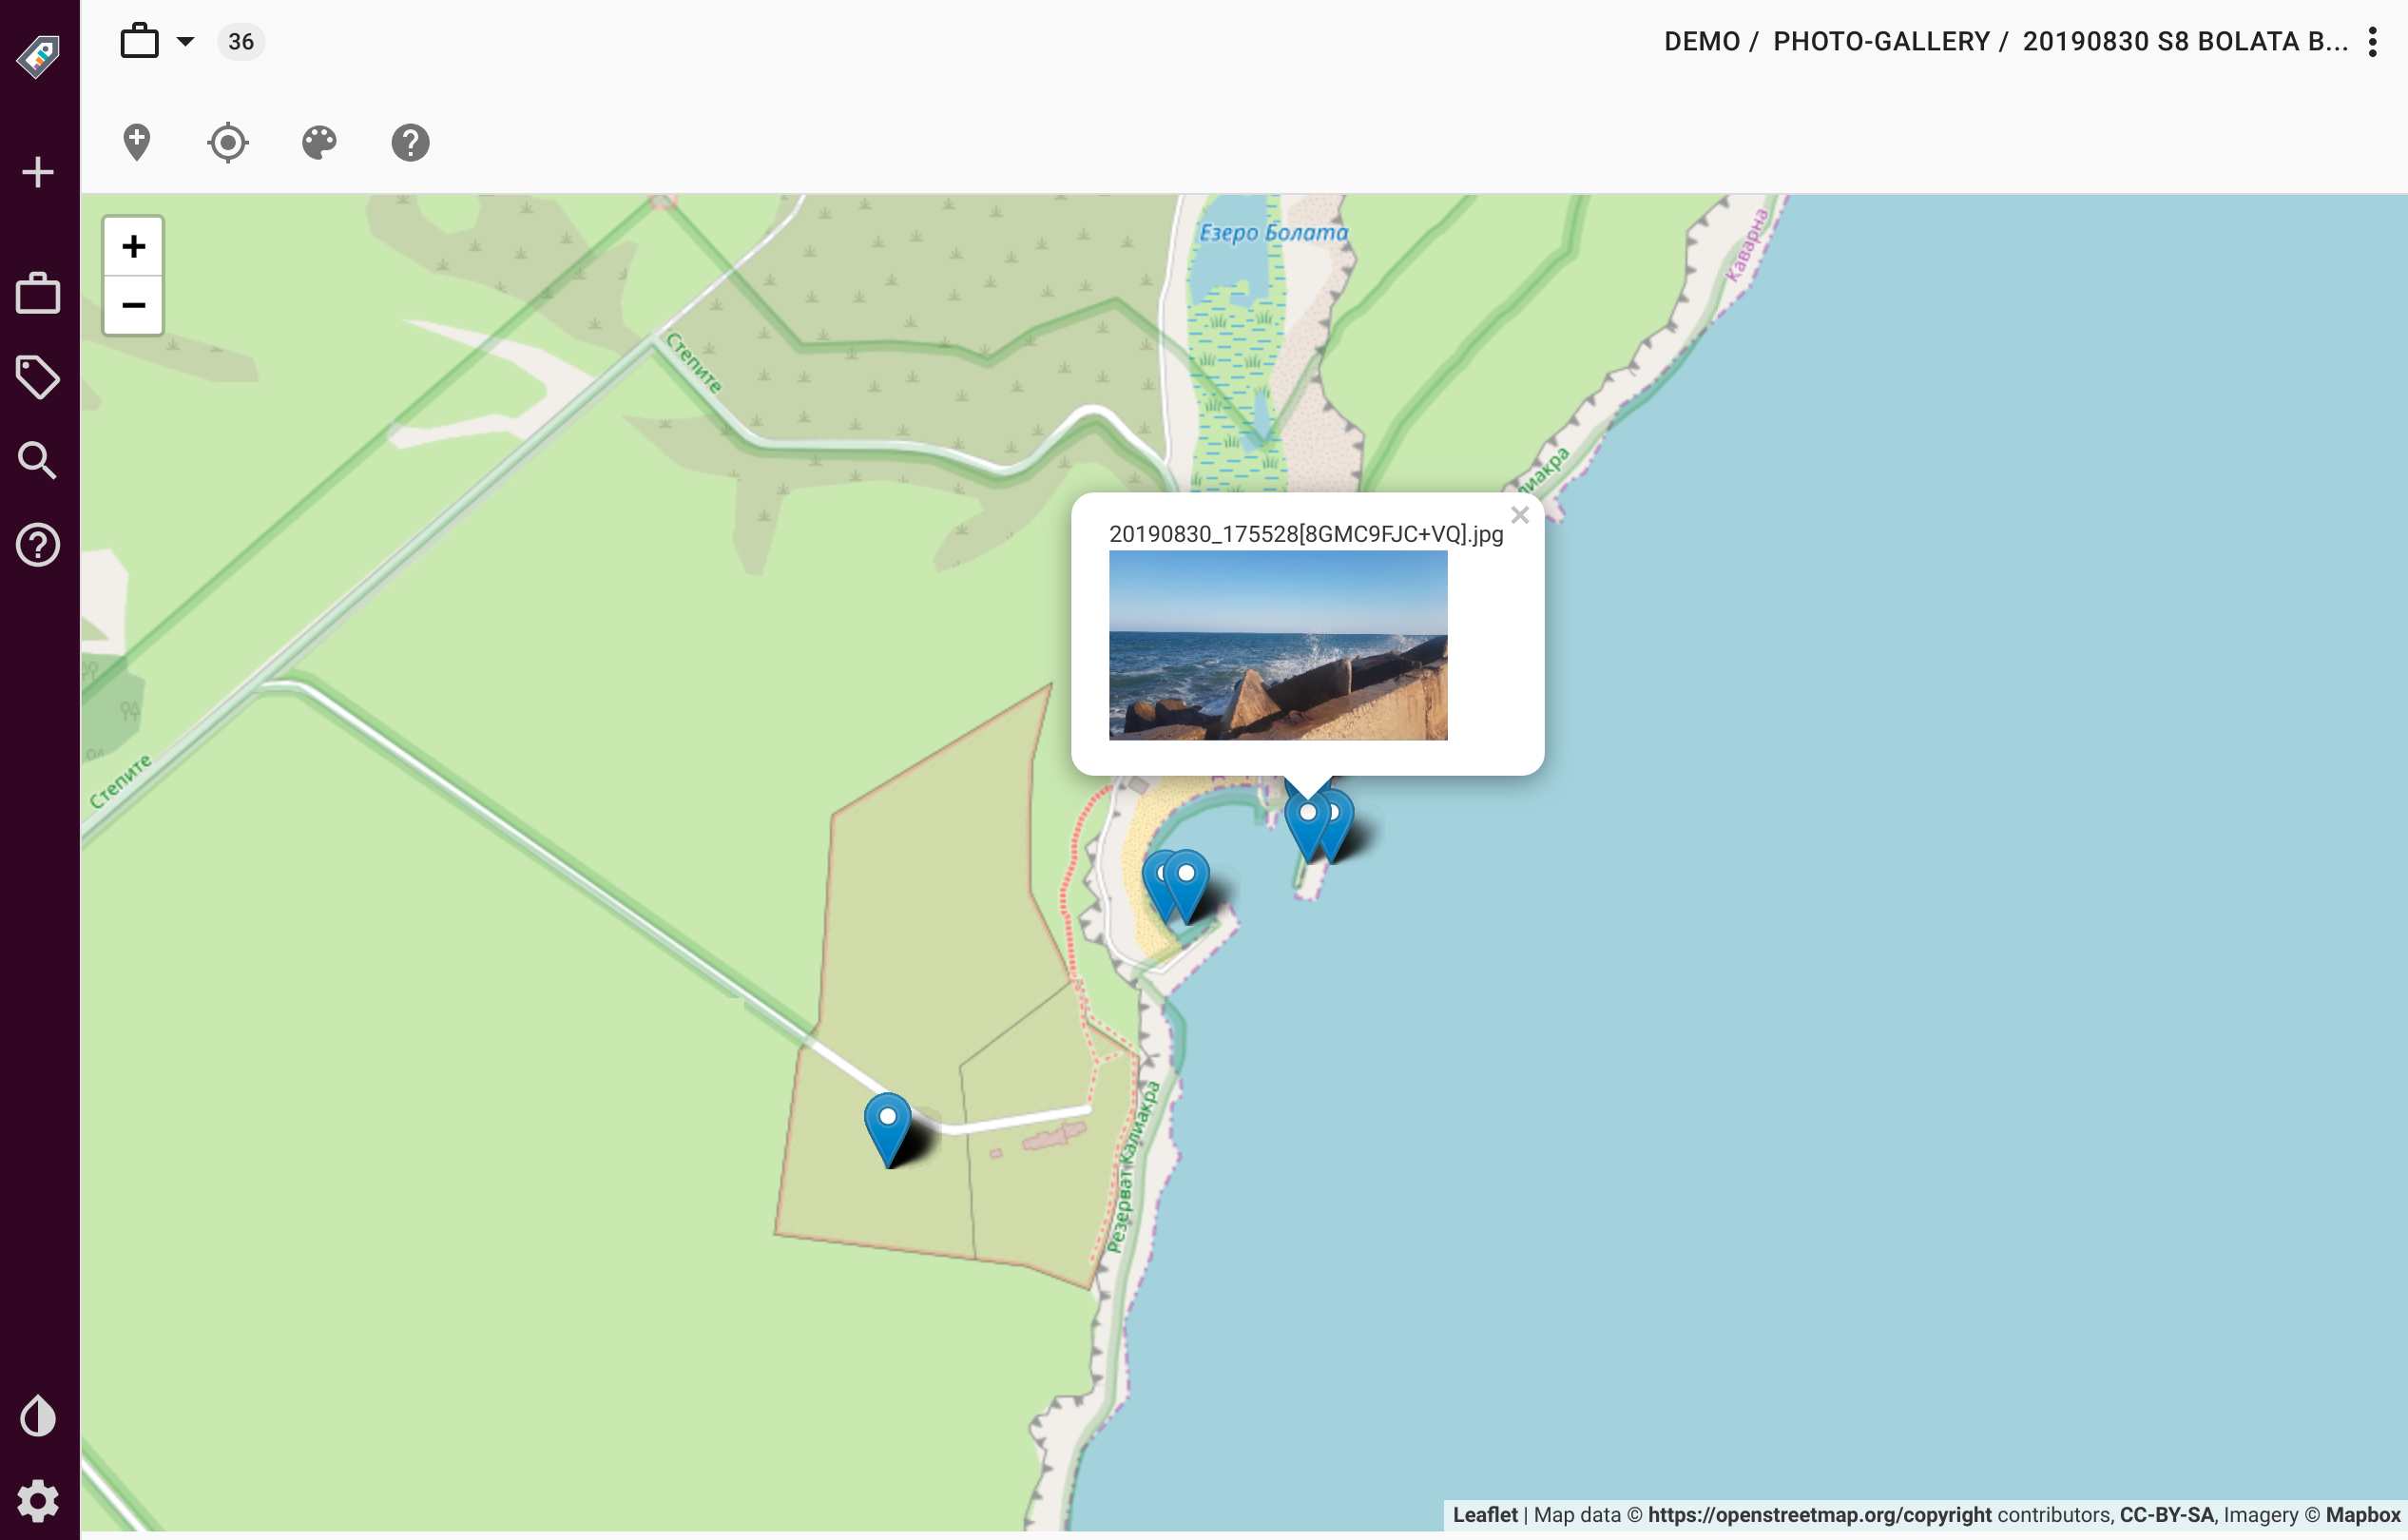 36
DEMO / PHOTO-GALLERY / 20190830 S8 BOLATA B...
+
−
Езеро Болата
Каварна
Степите
лиакра
20190830_175528[8GMC9FJC+VQ].jpg
×
Степите
Резерват Калиакра
Leaflet | Map data © https://openstreetmap.org/copyright contributors, CC-BY-SA, Imagery © Mapbox